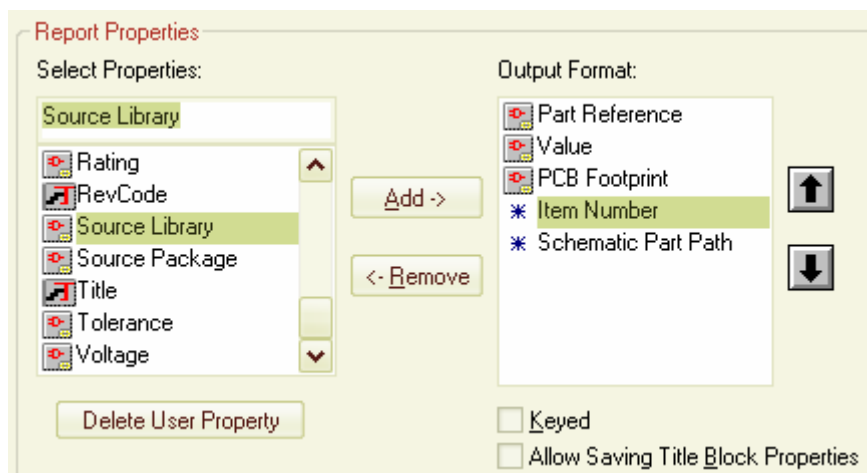 Report Properties
Select Properties:
Source Library
Rating
RevCode
Source Library
Source Package
Title
Tolerance
Voltage
Delete User Property
Add ->
<- Remove
Output Format:
Part Reference
Value
PCB Footprint
Item Number
Schematic Part Path
Keyed
Allow Saving Title Block Properties